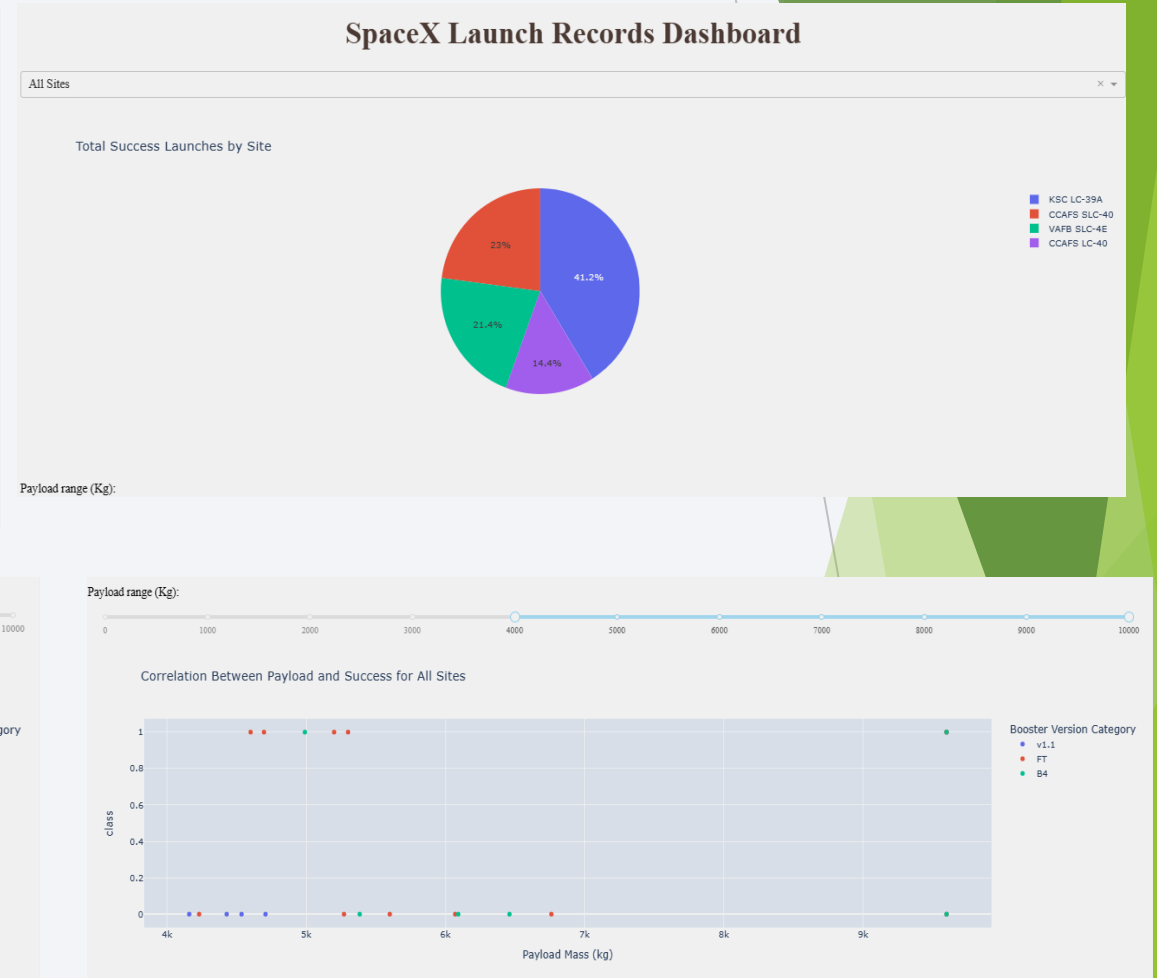 SpaceX Launch Records Dashboard
All Sites × 
Total Success Launches by Site
KSC LC-39A
CCAFS SLC-40
VAFB SLC-4E
CCAFS LC-40
23%
41.2%
21.4%
14.4%
Payload range (Kg):
Payload range (Kg):
10000
0 1000 2000 3000 4000 5000 6000 7000 8000 9000 10000
Correlation Between Payload and Success for All Sites
gory
Booster Version Category
v1.1
FT
B4
1
0.8
0.6
0.4
0.2
0
class
4k 5k 6k 7k 8k 9k
Payload Mass (kg)